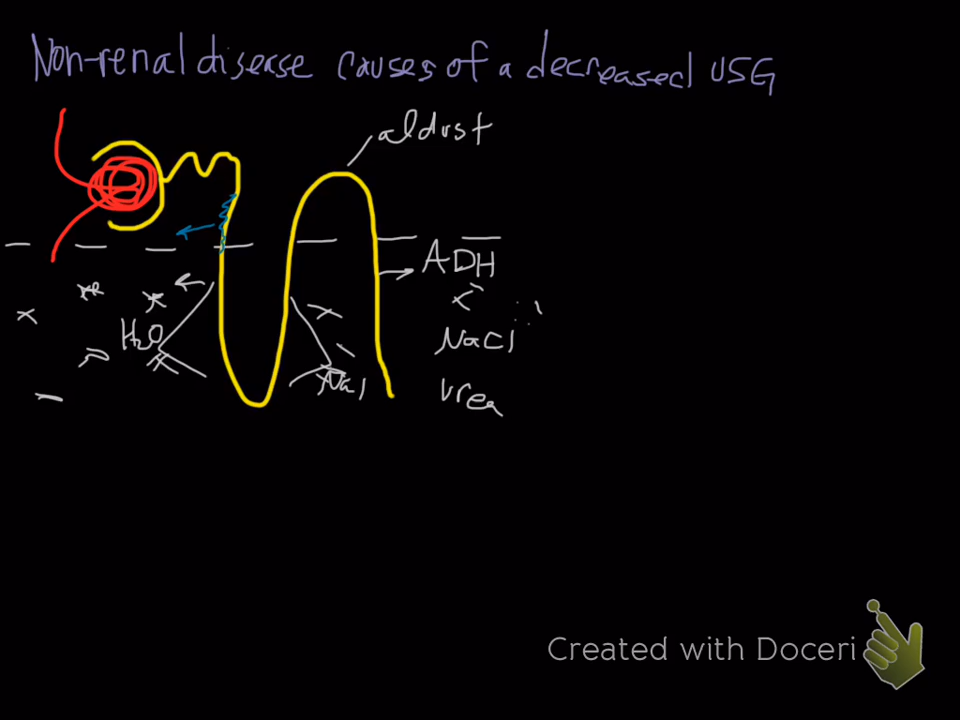 Non-renal disease causes of a decreased USG
aldost
ADH
H2O
NaCl
NaCl
Urea
Created with Doceri